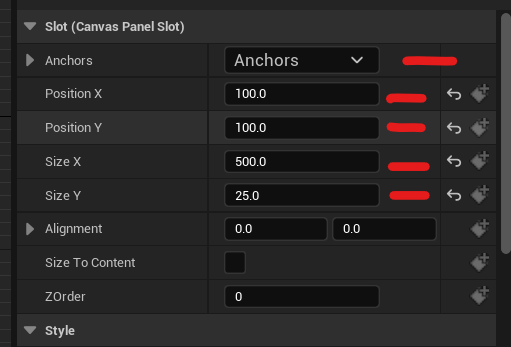 Slot (Canvas Panel Slot)
Anchors Anchors
Position X 100.0
Position Y 100.0
Size X 500.0
Size Y 25.0
Alignment 0.0 0.0
Size To Content
ZOrder 0
Style